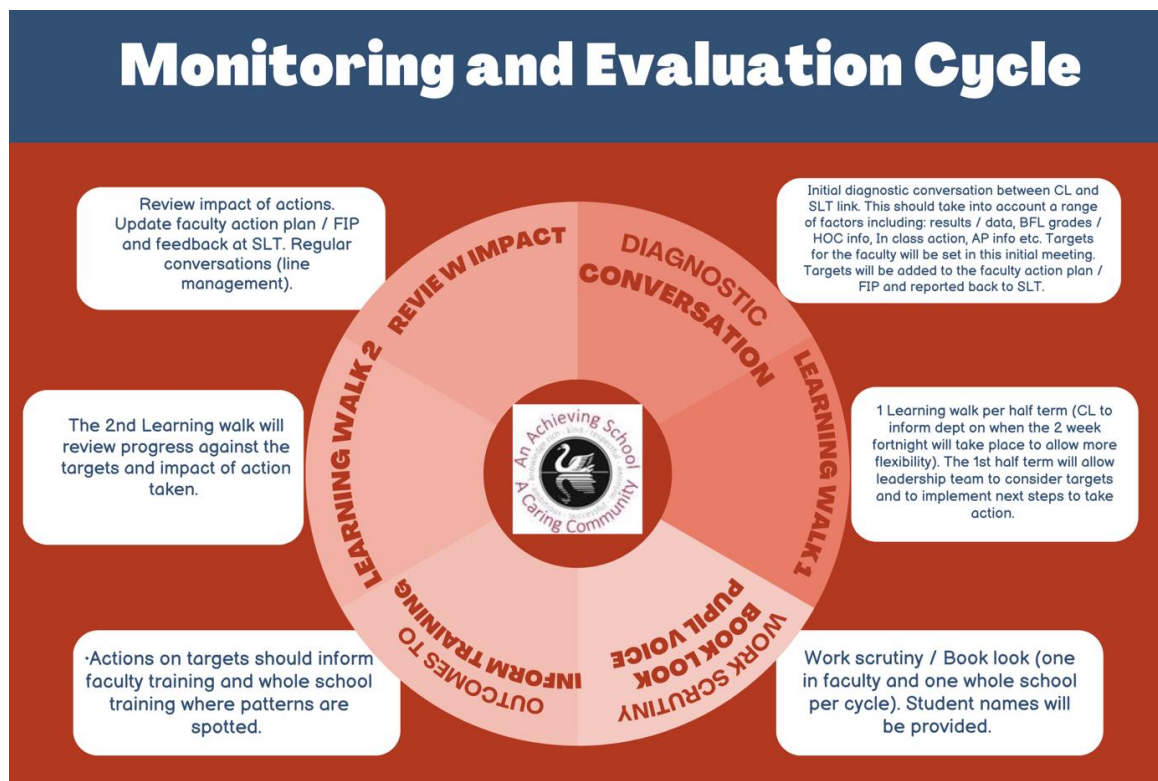 Monitoring and Evaluation Cycle
Review impact of actions.
Update faculty action plan / FIP
and feedback at SLT. Regular
conversations (line
management).
Initial diagnostic conversation between CL and
SLT link. This should take into account a range
of factors including: results / data, BFL grades /
HOC info, In class action, AP info etc. Targets
for the faculty will be set in this initial meeting.
Targets will be added to the faculty action plan /
FIP and reported back to SLT.
REVIEW IMPACT
DIAGNOSTIC
CONVERSATION
LEARNING WALK 2
LEARNING WALK 1
The 2nd Learning walk will
review progress against the
targets and impact of action
taken.
An Achieving School
A Caring Community
1 Learning walk per half term (CL to
inform dept on when the 2 week
fortnight will take place to allow more
flexibility). The 1st half term will allow
leadership team to consider targets
and to implement next steps to take
action.
OUTCOMES TO
INFORM TRAINING
WORK SCRUTINY
BOOK LOOK
PUPIL VOICE
·Actions on targets should inform
faculty training and whole school
training where patterns are
spotted.
Work scrutiny / Book look (one
in faculty and one whole school
per cycle). Student names will
be provided.